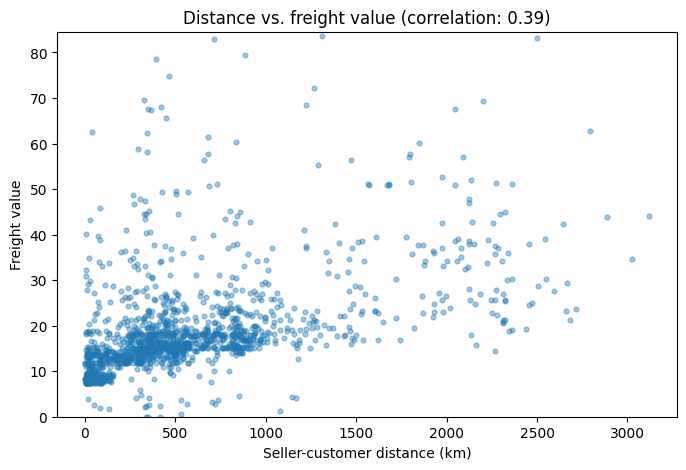 Distance vs. freight value (correlation: 0.39)
Freight value
80
70
60
50
40
30
20
10
0
0 500 1000 1500 2000 2500 3000
Seller-customer distance (km)